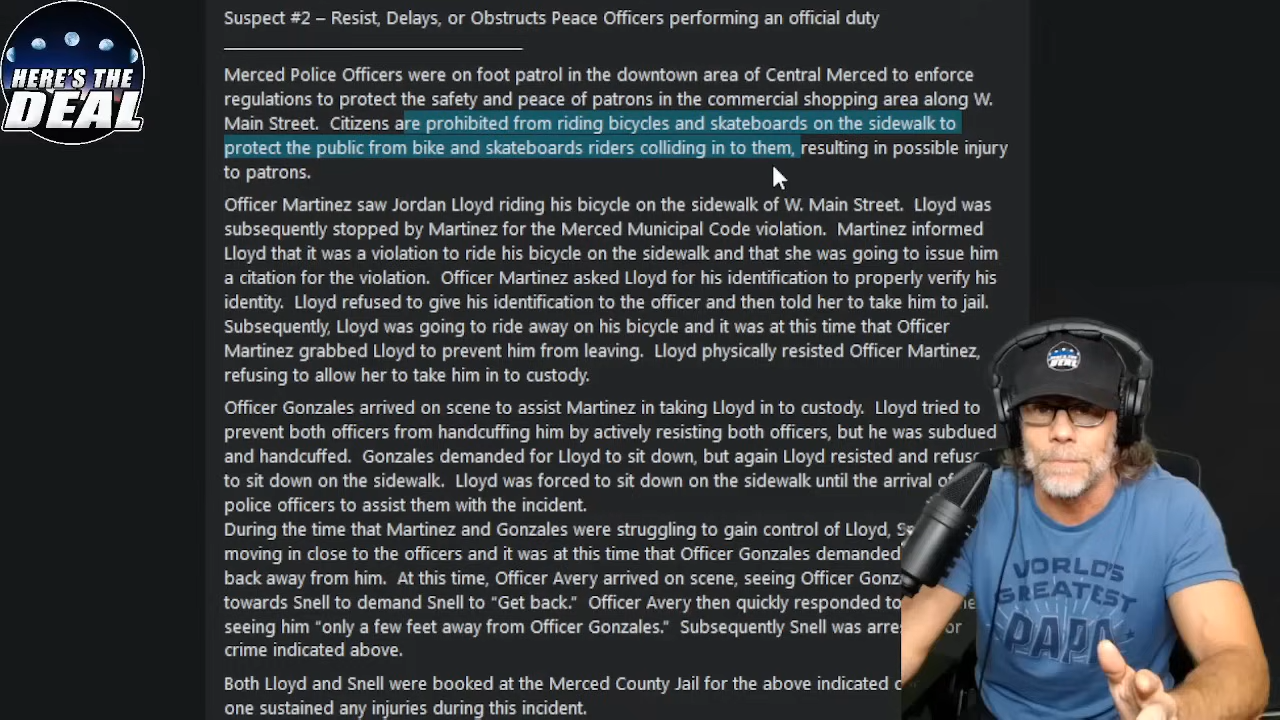 Suspect #2 – Resist, Delays, or Obstructs Peace Officers performing an official duty
HERE'S THE
DEAL
Merced Police Officers were on foot patrol in the downtown area of Central Merced to enforce
regulations to protect the safety and peace of patrons in the commercial shopping area along W.
Main Street. Citizens are prohibited from riding bicycles and skateboards on the sidewalk to
protect the public from bike and skateboards riders colliding in to them, resulting in possible injury
to patrons.
Officer Martinez saw Jordan Lloyd riding his bicycle on the sidewalk of W. Main Street. Lloyd was
subsequently stopped by Martinez for the Merced Municipal Code violation. Martinez informed
Lloyd that it was a violation to ride his bicycle on the sidewalk and that she was going to issue him
a citation for the violation. Officer Martinez asked Lloyd for his identification to properly verify his
identity. Lloyd refused to give his identification to the officer and then told her to take him to jail.
Subsequently, Lloyd was going to ride away on his bicycle and it was at this time that Officer
Martinez grabbed Lloyd to prevent him from leaving. Lloyd physically resisted Officer Martinez,
refusing to allow her to take him in to custody.
Officer Gonzales arrived on scene to assist Martinez in taking Lloyd in to custody. Lloyd tried to
prevent both officers from handcuffing him by actively resisting both officers, but he was subdued
and handcuffed. Gonzales demanded for Lloyd to sit down, but again Lloyd resisted and
to sit down on the sidewalk. Lloyd was forced to sit down on the sidewalk until the arrival of
police officers to assist them with the incident.
During the time that Martinez and Gonzales were struggling to gain control of Lloyd,
moving in close to the officers and it was at this time that Officer Gonzales demanded
back away from him. At this time, Officer Avery arrived on scene, seeing Officer
towards Snell to demand Snell to “Get back.” Officer Avery then quickly responded to
seeing him “only a few feet away from Officer Gonzales.” Subsequently Snell was
crime indicated above.
Both Lloyd and Snell were booked at the Merced County Jail for the above indicated
one sustained any injuries during this incident.
DEAL
WORLD'S
GREATEST
PAPA